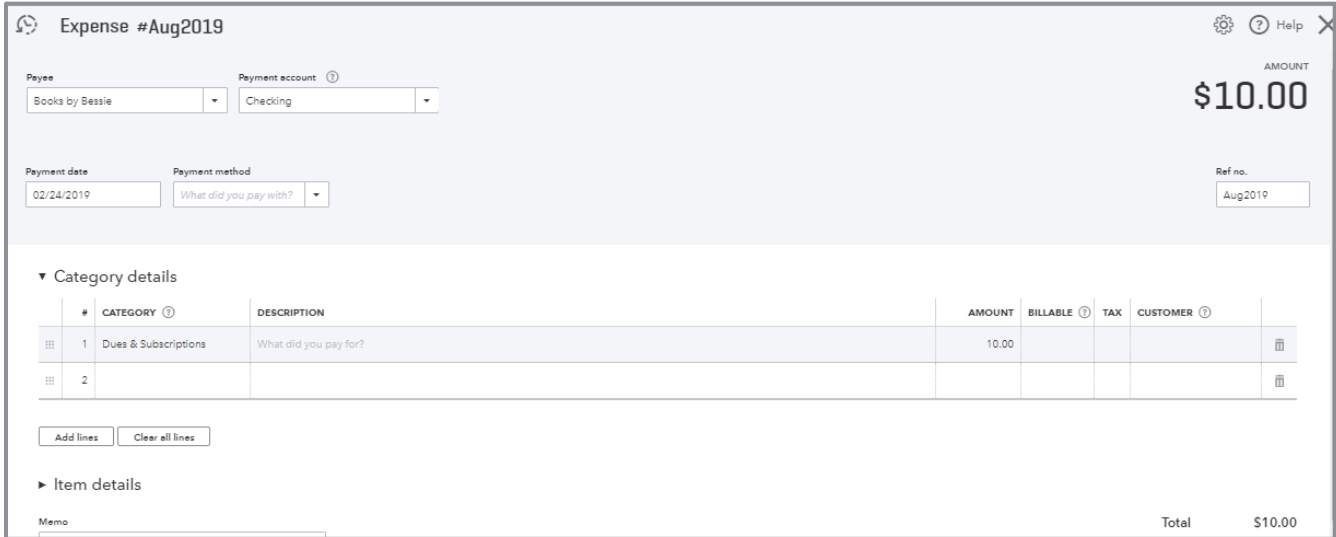 Expense #Aug2019
Help
AMOUNT
$10.00
Payee
Payment account ?
Books by Bessie
Checking
Payment date
Payment method
Ref no.
02/24/2019
What did you pay with?
Aug2019
Category details
# CATEGORY ? DESCRIPTION AMOUNT BILLABLE ? TAX CUSTOMER ?
1 Dues & Subscriptions What did you pay for? 10.00
2
Add lines Clear all lines
Item details
Memo
Total $10.00